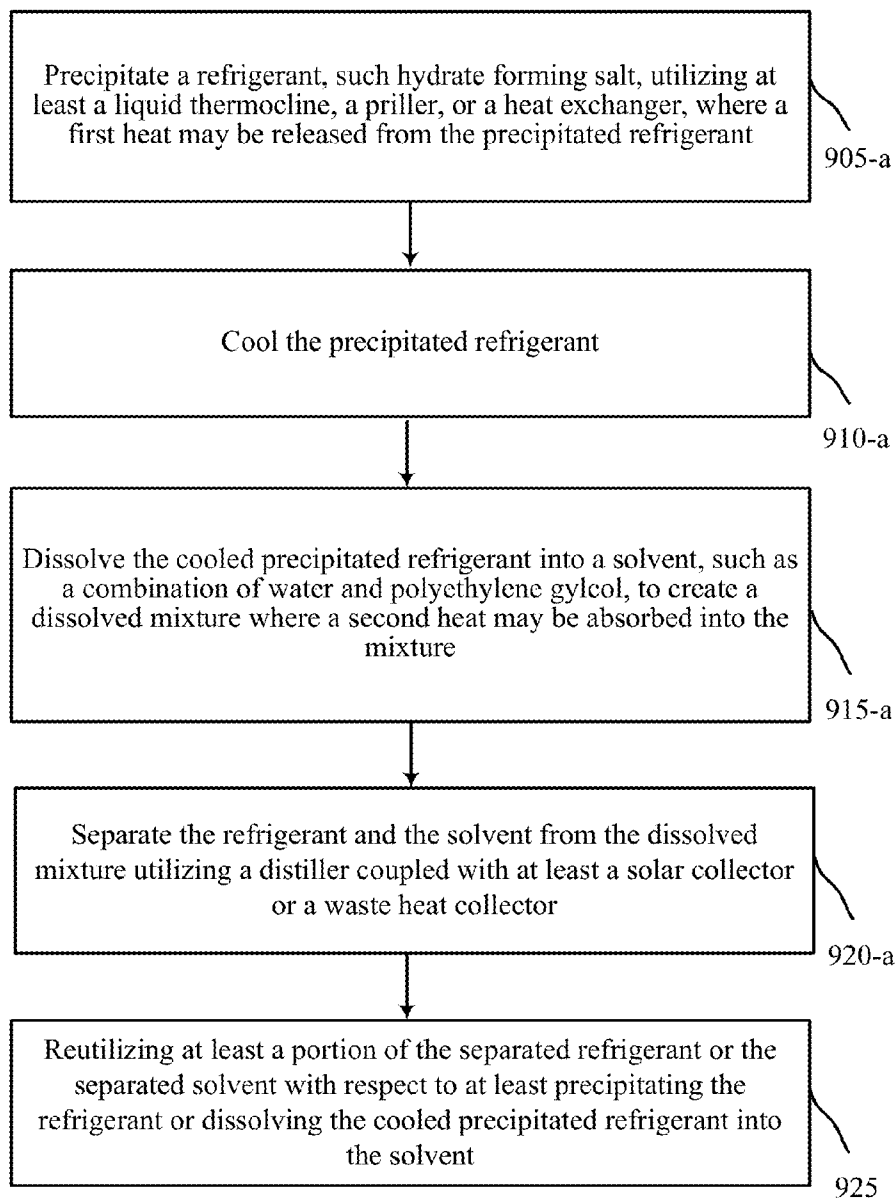 Precipitate a refrigerant, such hydrate forming salt, utilizing at
least a liquid thermocline, a priller, or a heat exchanger, where a
first heat may be released from the precipitated refrigerant
905-a
Cool the precipitated refrigerant
910-a
Dissolve the cooled precipitated refrigerant into a solvent, such as
a combination of water and polyethylene gylcol, to create a
dissolved mixture where a second heat may be absorbed into the
mixture
915-a
Separate the refrigerant and the solvent from the dissolved
mixture utilizing a distiller coupled with at least a solar collector
or a waste heat collector
920-a
Reutilizing at least a portion of the separated refrigerant or the
separated solvent with respect to at least precipitating the
refrigerant or dissolving the cooled precipitated refrigerant into
the solvent
925